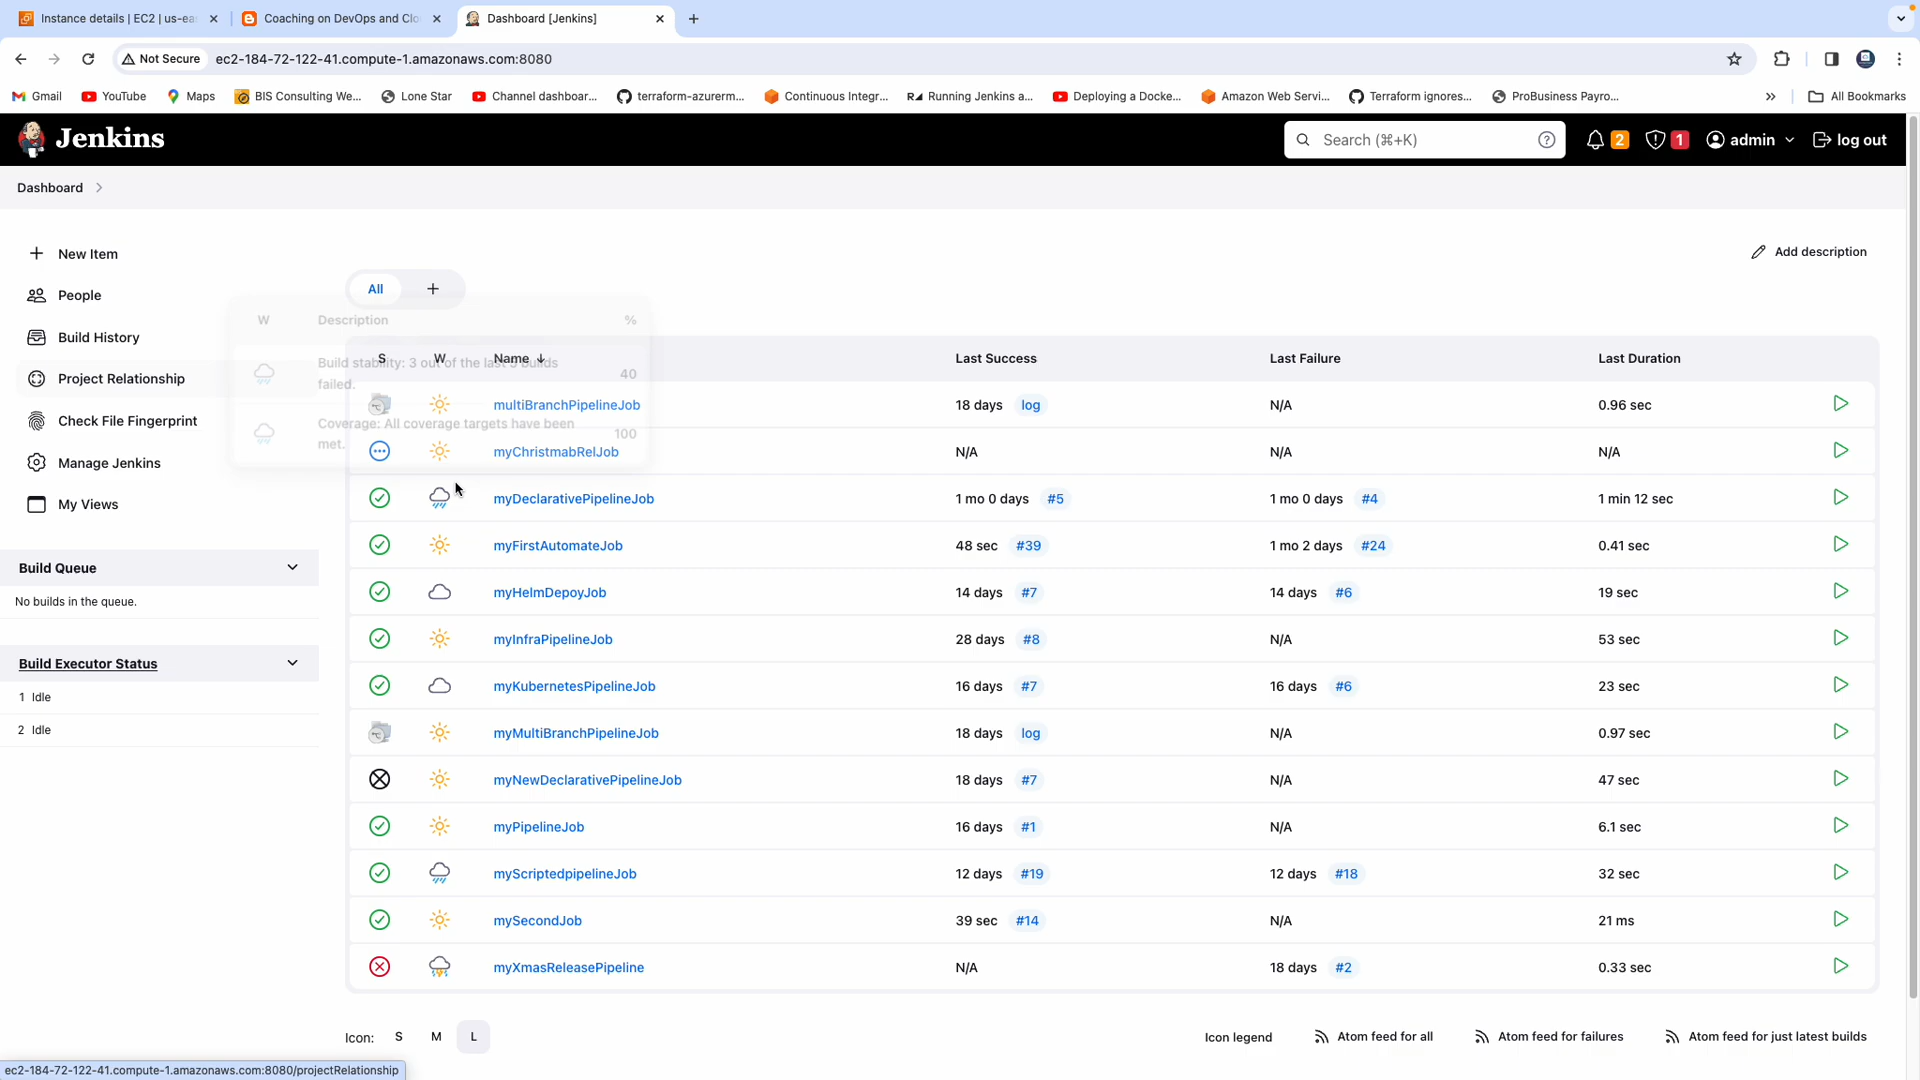 Instance details | EC2 | us-ea
Coaching on DevOps and Clo
Dashboard [Jenkins]
Not Secure
ec2-184-72-122-41.compute-1.amazonaws.com:8080
Gmail
YouTube
Maps
BIS Consulting We...
Lone Star
Channel dashboar...
terraform-azurerm...
Continuous Integr...
Running Jenkins a...
Deploying a Docke...
Amazon Web Servi...
Terraform ignores...
ProBusiness Payro...
»
All Bookmarks
Jenkins
Search (⌘+K)
2
1
admin
log out
Dashboard
New Item
People
Build History
Project Relationship
Check File Fingerprint
Manage Jenkins
My Views
Build Queue
No builds in the queue.
Build Executor Status
1 Idle
2 Idle
Add description
All +
W Description %
Build stability: 3 out of the last 5 builds
failed.
40
Coverage: All coverage targets have been
met.
100
S W Name ↓ Last Success Last Failure Last Duration
multiBranchPipelineJob 18 days log N/A 0.96 sec
myChristmabRelJob N/A N/A N/A
myDeclarativePipelineJob 1 mo 0 days #5 1 mo 0 days #4 1 min 12 sec
myFirstAutomateJob 48 sec #39 1 mo 2 days #24 0.41 sec
myHelmDepoyJob 14 days #7 14 days #6 19 sec
myInfraPipelineJob 28 days #8 N/A 53 sec
myKubernetesPipelineJob 16 days #7 16 days #6 23 sec
myMultiBranchPipelineJob 18 days log N/A 0.97 sec
myNewDeclarativePipelineJob 18 days #7 N/A 47 sec
myPipelineJob 16 days #1 N/A 6.1 sec
myScriptedpipelineJob 12 days #19 12 days #18 32 sec
mySecondJob 39 sec #14 N/A 21 ms
myXmasReleasePipeline N/A 18 days #2 0.33 sec
Icon: S M L
Icon legend
Atom feed for all
Atom feed for failures
Atom feed for just latest builds
ec2-184-72-122-41.compute-1.amazonaws.com:8080/projectRelationship